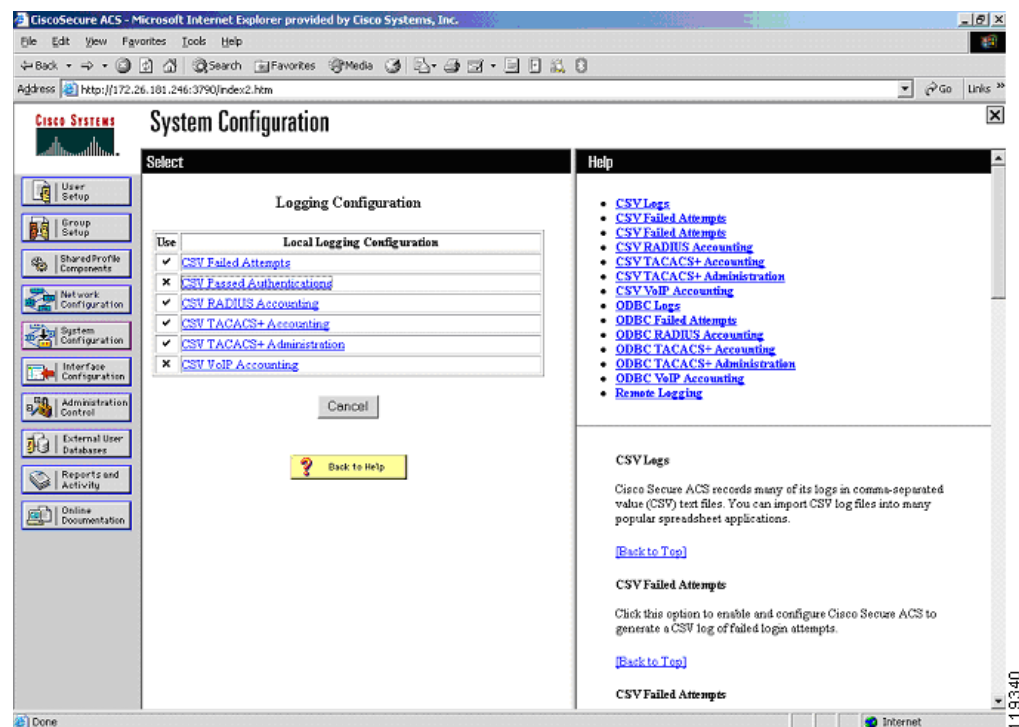 CiscoSecure ACS - Microsoft Internet Explorer provided by Cisco Systems, Inc.
File Edit View Favorites Tools Help
Back Search Favorites Media
Address http://172.26.181.246:3790/index2.htm Go Links »
CISCO SYSTEMS
System Configuration
User Setup
Group Setup
Shared Profile Components
Network Configuration
System Configuration
Interface Configuration
Administration Control
External User Databases
Reports and Activity
Online Documentation
Select
Logging Configuration
Use Local Logging Configuration
CSV Failed Attempts
CSV Passed Authentications
CSV RADIUS Accounting
CSV TACACS+ Accounting
CSV TACACS+ Administration
CSV VoIP Accounting
Cancel
? Back to Help
Help
CSV Logs
CSV Failed Attempts
CSV Failed Attempts
CSV RADIUS Accounting
CSV TACACS+ Accounting
CSV TACACS+ Administration
CSV VoIP Accounting
ODBC Logs
ODBC Failed Attempts
ODBC RADIUS Accounting
ODBC TACACS+ Accounting
ODBC TACACS+ Administration
ODBC VoIP Accounting
Remote Logging
CSV Logs
Cisco Secure ACS records many of its logs in comma-separated
value (CSV) text files. You can import CSV log files into many
popular spreadsheet applications.
[Back to Top]
CSV Failed Attempts
Click this option to enable and configure Cisco Secure ACS to
generate a CSV log of failed login attempts.
[Back to Top]
CSV Failed Attempts
Done
Internet
119340